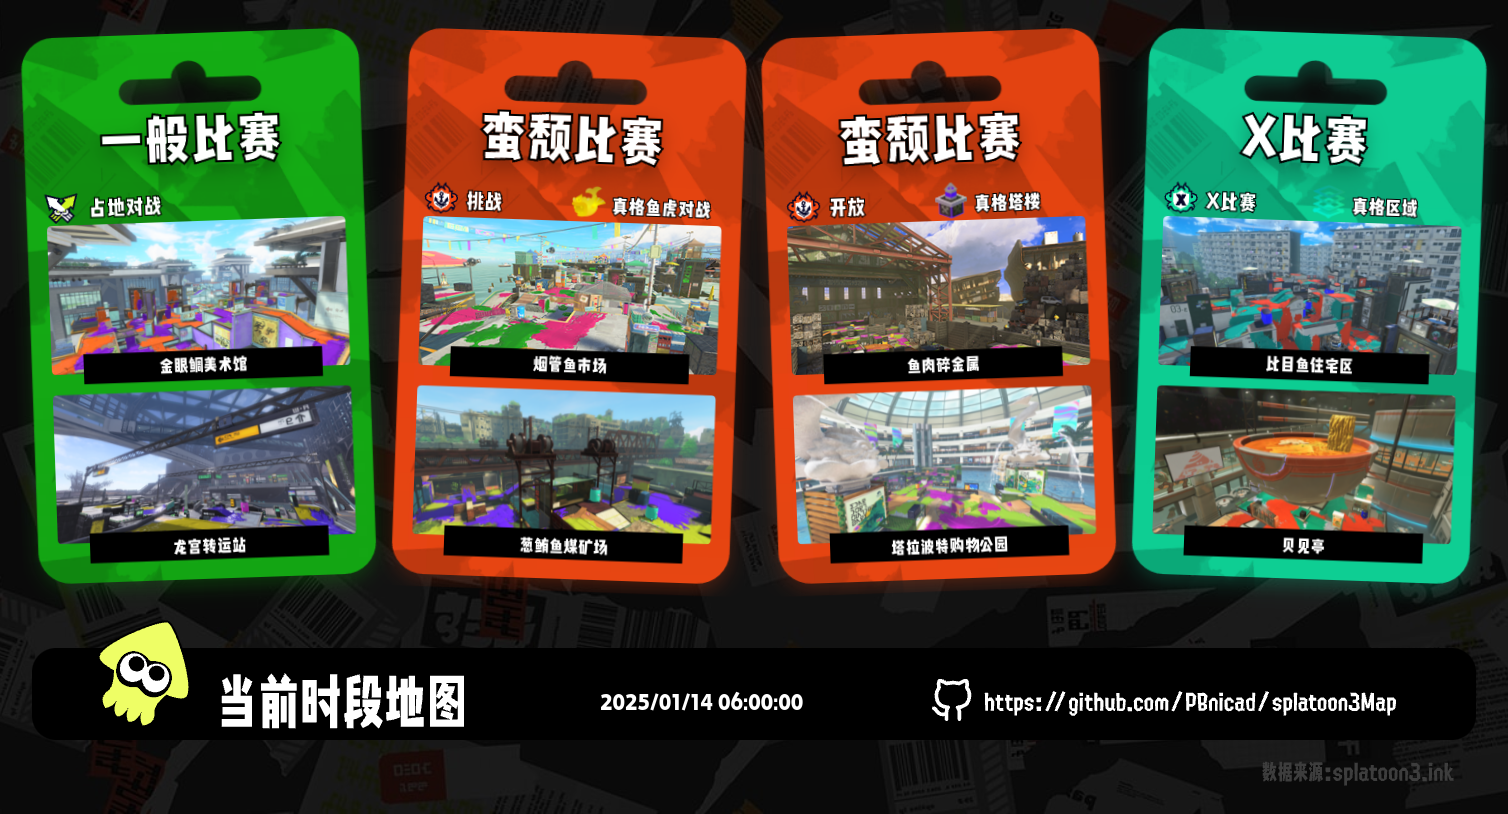 一般比赛
占地对战
金眼鲷美术馆
龙宫转运站
蛮颓比赛
挑战
真格鱼虎对战
烟管鱼市场
葱鲔鱼煤矿场
蛮颓比赛
开放
真格塔楼
鱼肉碎金属
塔拉波特购物公园
X比赛
X比赛
真格区域
比目鱼住宅区
贝见亭
当前时段地图
2025/01/14 06:00:00
https://github.com/PBnicad/splatoon3Map
数据来源:splatoon3.ink